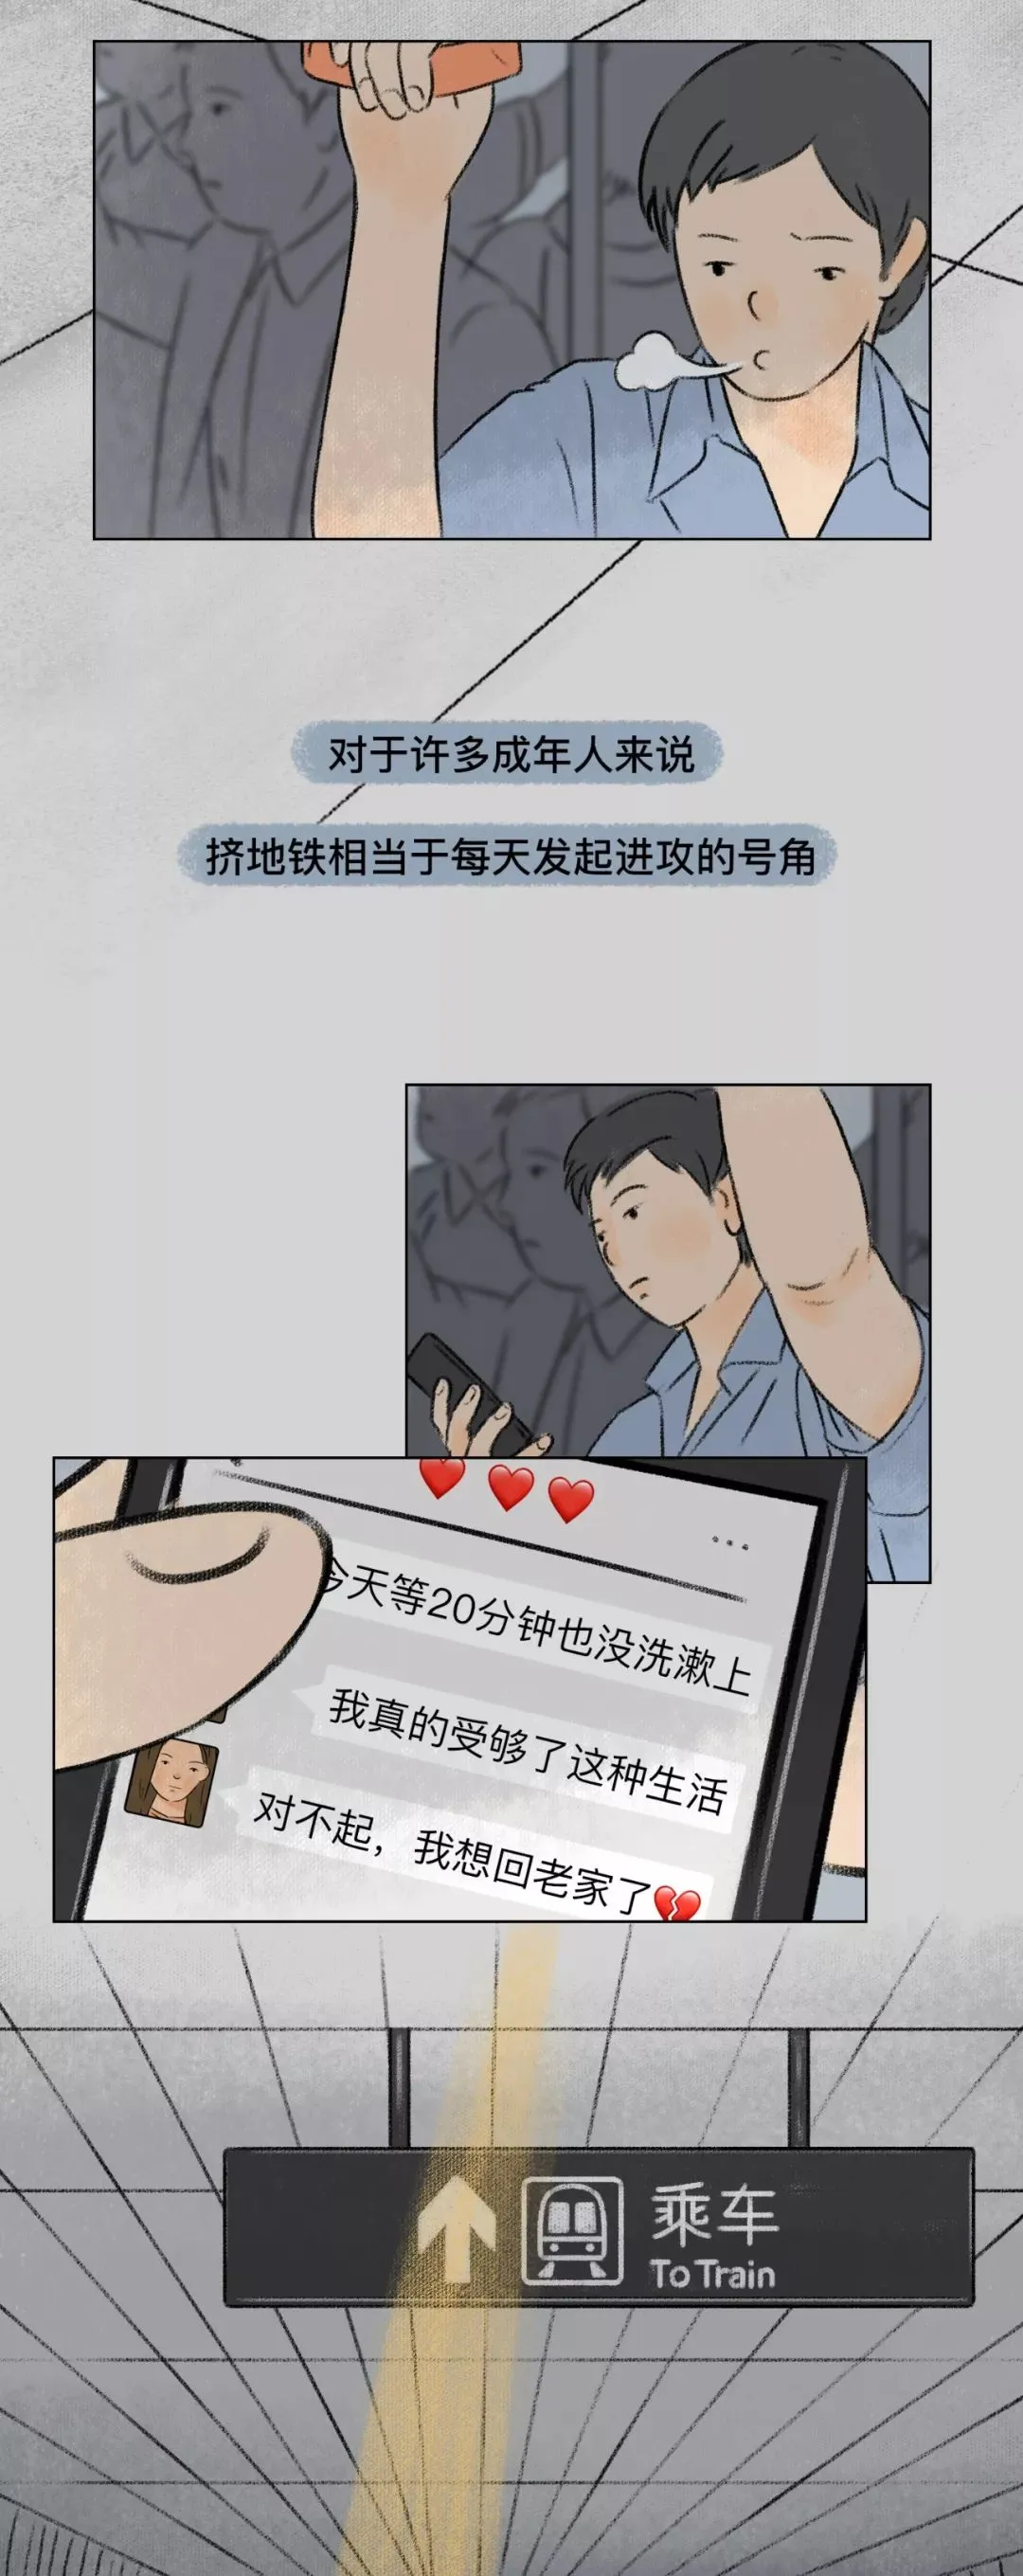 对于许多成年人来说
挤地铁相当于每天发起进攻的号角
今天等20分钟也没洗漱上
我真的受够了这种生活
对不起，我想回老家了
乘车
To Train